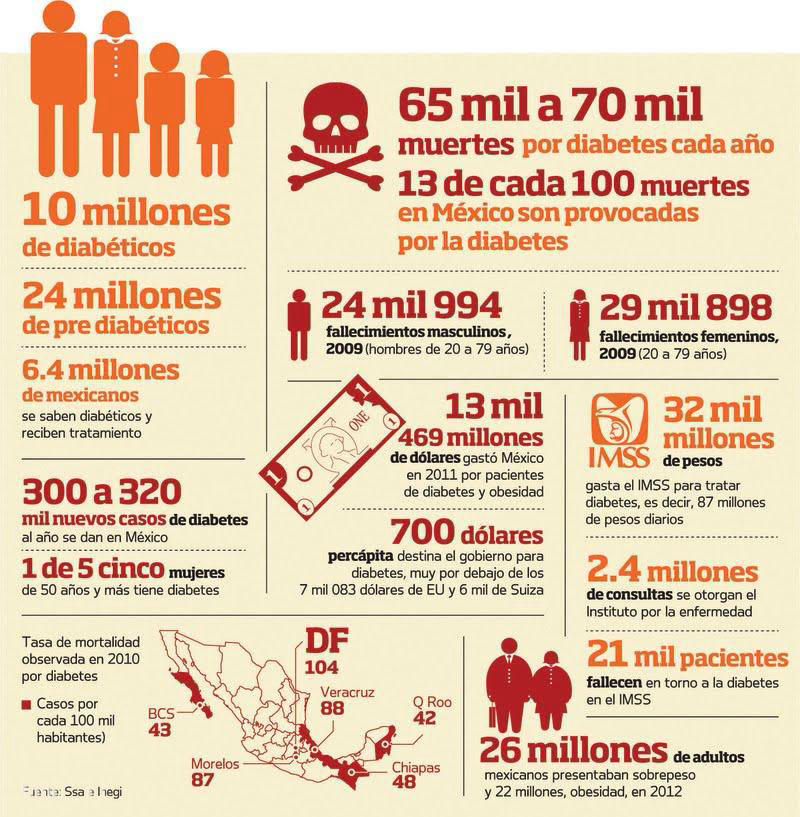 10 millones
de diabéticos
24 millones
de pre diabéticos
6.4 millones
de mexicanos
se saben diabéticos y
reciben tratamiento
300 a 320
mil nuevos casos de diabetes
al año se dan en México
1 de 5 cinco mujeres
de 50 años y más tiene diabetes
65 mil a 70 mil
muertes por diabetes cada año
13 de cada 100 muertes
en México son provocadas
por la diabetes
24 mil 994
fallecimientos masculinos,
2009 (hombres de 20 a 79 años)
29 mil 898
fallecimientos femeninos,
2009 (20 a 79 años)
1
ONE
1
1
1
13 mil
469 millones
de dólares gastó México
en 2011 por pacientes
de diabetes y obesidad
700 dólares
percápita destina el gobierno para
diabetes, muy por debajo de los
7 mil 083 dólares de EU y 6 mil de Suiza
IMSS
32 mil
millones
de pesos
gasta el IMSS para tratar
diabetes, es decir, 87 millones
de pesos diarios
2.4 millones
de consultas se otorgan el
Instituto por la enfermedad
21 mil pacientes
fallecen en torno a la diabetes
en el IMSS
Tasa de mortalidad
observada en 2010
por diabetes
Casos por
cada 100 mil
habitantes)
DF
104
Veracruz
88
Q Roo
42
BCS
43
Morelos
87
Chiapas
48
26 millones de adultos
mexicanos presentaban sobrepeso
y 22 millones, obesidad, en 2012
Fuente: Ssa e Inegi